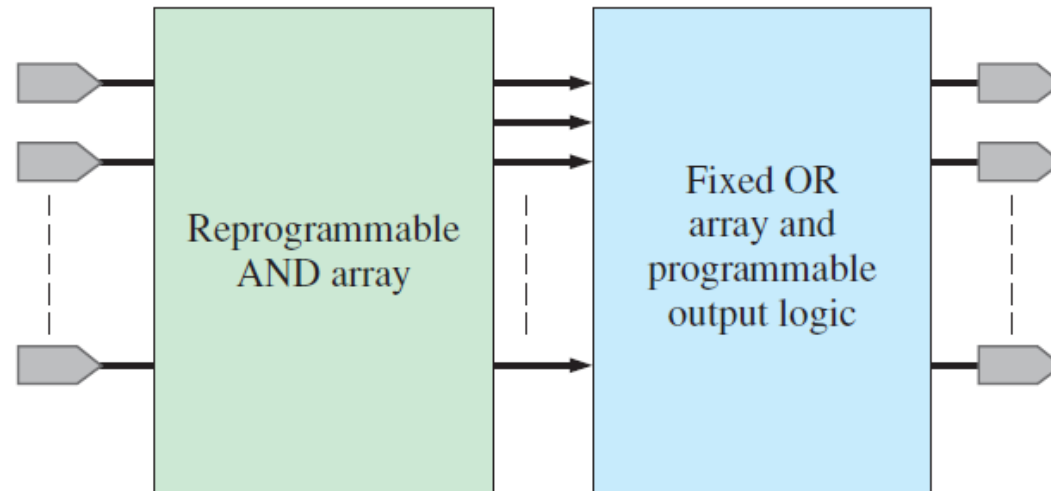 Reprogrammable
AND array
Fixed OR
array and
programmable
output logic